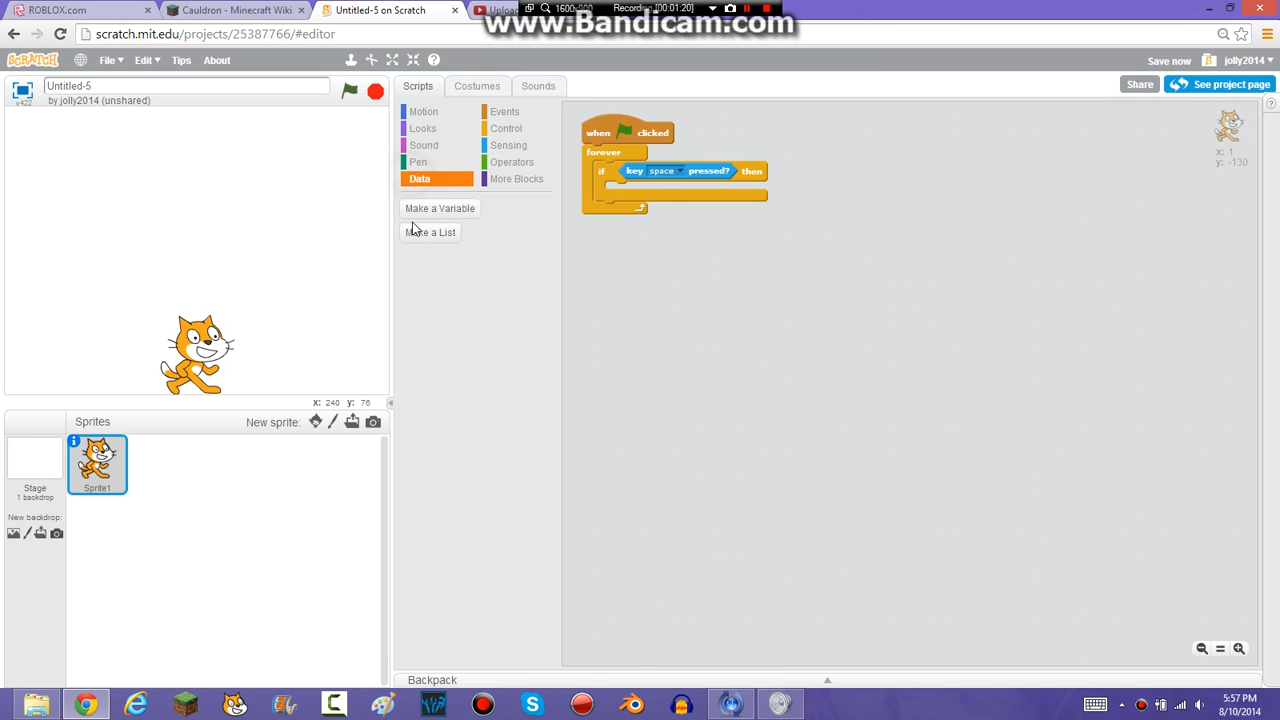 ROBLOX.com
Cauldron - Minecraft Wiki
Untitled-5 on Scratch
Upload
1600x900
Recording [00:01:20]
www.Bandicam.com
scratch.mit.edu/projects/25387766/#editor
SCRATCH
File
Edit
Tips
About
Save now
jolly2014
Untitled-5
by jolly2014 (unshared)
v422
Scripts
Costumes
Sounds
Share
See project page
Motion
Events
Looks
Control
Sound
Sensing
Pen
Operators
Data
More Blocks
Make a Variable
Make a List
when clicked
forever
if key space pressed? then
x: 1
y: -130
x: 240 y: 76
Sprites
New sprite:
Stage
1 backdrop
New backdrop:
Sprite1
Backpack
5:57 PM
8/10/2014